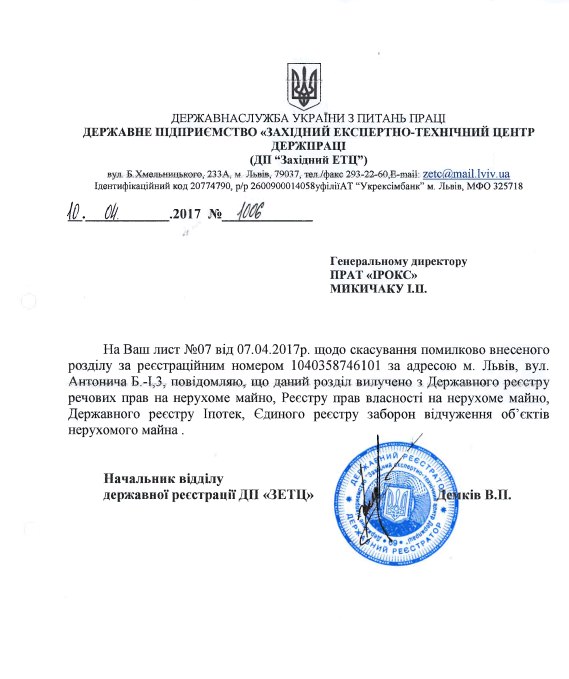 ДЕРЖАВНАСЛУЖБА УКРАЇНИ З ПИТАНЬ ПРАЦІ
ДЕРЖАВНЕ ПІДПРИЄМСТВО «ЗАХІДНИЙ ЕКСПЕРТНО-ТЕХНІЧНИЙ ЦЕНТР
ДЕРЖПРАЦІ
(ДП “Західний ЕТЦ”)
вул. Б.Хмельницького, 233А, м. Львів, 79037, тел./факс 293-22-60,E-mail: zetc@mail.lviv.ua
Ідентифікаційний код 20774790, р/р 2600900014058уфіліїАТ “Укрексімбанк” м. Львів, МФО 325718
10 . 04 .2017 № 1006
Генеральному директору
ПРАТ «ІРОКС»
МИКИЧАКУ І.П.
На Ваш лист №07 від 07.04.2017р. щодо скасування помилково внесеного
розділу за реєстраційним номером 1040358746101 за адресою м. Львів, вул.
Антонича Б.-І,3, повідомляю, що даний розділ вилучено з Державного реєстру
речових прав на нерухоме майно, Реєстру прав власності на нерухоме майно,
Державного реєстру Іпотек, Єдиного реєстру заборон відчуження об’єктів
нерухомого майна .
Начальник відділу
державної реєстрації ДП «ЗЕТЦ» Демків В.П.
ДЕРЖАВНИЙ РЕЄСТРАТОР
ДЕРЖАВНИЙ РЕЄСТРАТОР